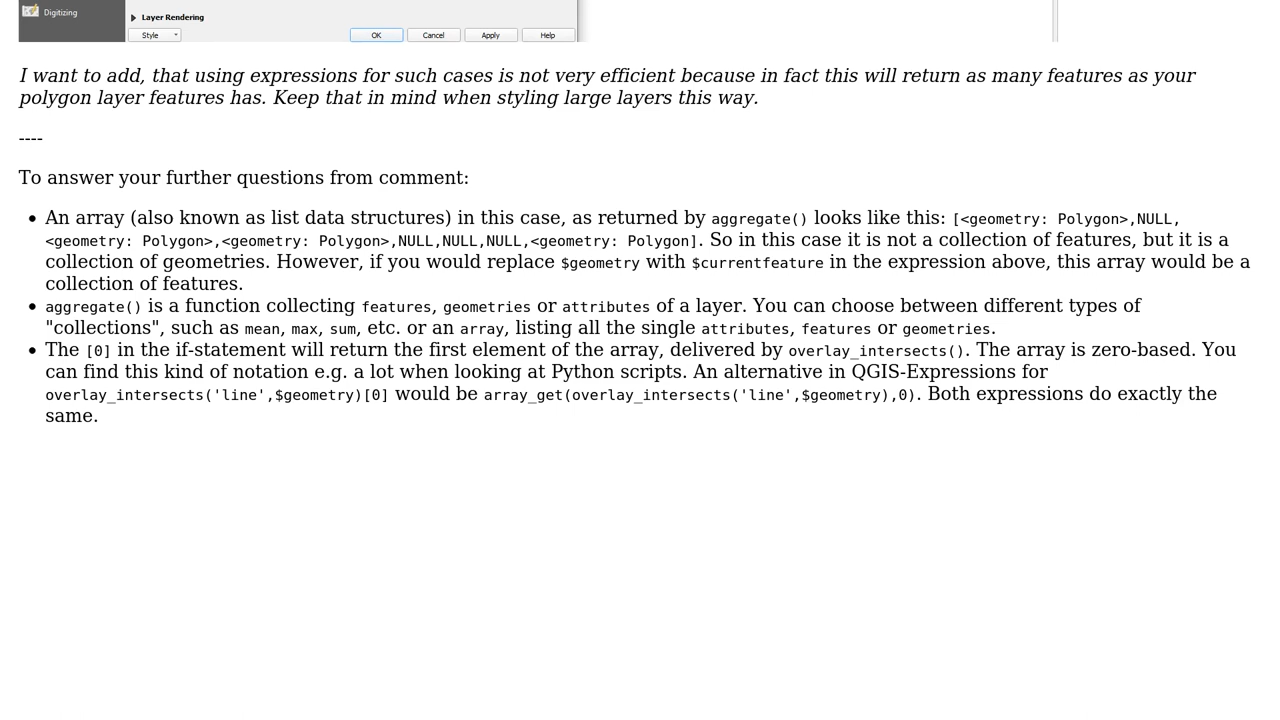 Digitizing
Layer Rendering
Style OK Cancel Apply Help
I want to add, that using expressions for such cases is not very efficient because in fact this will return as many features as your
polygon layer features has. Keep that in mind when styling large layers this way.
----
To answer your further questions from comment:
• An array (also known as list data structures) in this case, as returned by aggregate() looks like this: [<geometry: Polygon>,NULL,
<geometry: Polygon>,<geometry: Polygon>,NULL,NULL,NULL,<geometry: Polygon]. So in this case it is not a collection of features, but it is a
collection of geometries. However, if you would replace $geometry with $currentfeature in the expression above, this array would be a
collection of features.
• aggregate() is a function collecting features, geometries or attributes of a layer. You can choose between different types of
"collections", such as mean, max, sum, etc. or an array, listing all the single attributes, features or geometries.
• The [0] in the if-statement will return the first element of the array, delivered by overlay_intersects(). The array is zero-based. You
can find this kind of notation e.g. a lot when looking at Python scripts. An alternative in QGIS-Expressions for
overlay_intersects('line',$geometry)[0] would be array_get(overlay_intersects('line',$geometry),0). Both expressions do exactly the
same.